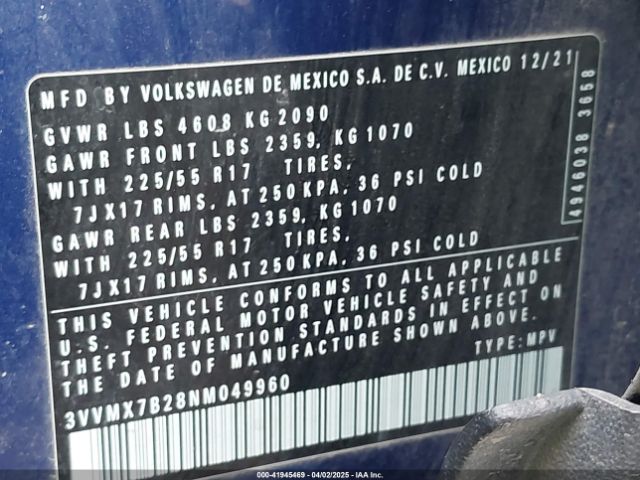 MFD BY VOLKSWAGEN DE MEXICO S.A. DE C.V. MEXICO 12/21
GVWR LBS 4608 KG 2090
GAWR FRONT LBS 2359, KG 1070
WITH 225/55 R17 TIRES,
7JX17 RIMS, AT 250 KPA, 36 PSI COLD
GAWR REAR LBS 2359, KG 1070
WITH 225/55 R17 TIRES,
7JX17 RIMS, AT 250 KPA, 36 PSI COLD
THIS VEHICLE CONFORMS TO ALL APPLICABLE
U.S. FEDERAL MOTOR VEHICLE SAFETY AND
THEFT PREVENTION STANDARDS IN EFFECT ON
THE DATE OF MANUFACTURE SHOWN ABOVE.
TYPE: MPV
3VVMX7B28NM049960
4946038 3658
000-41945469 - 04/02/2025 - IAAI.com